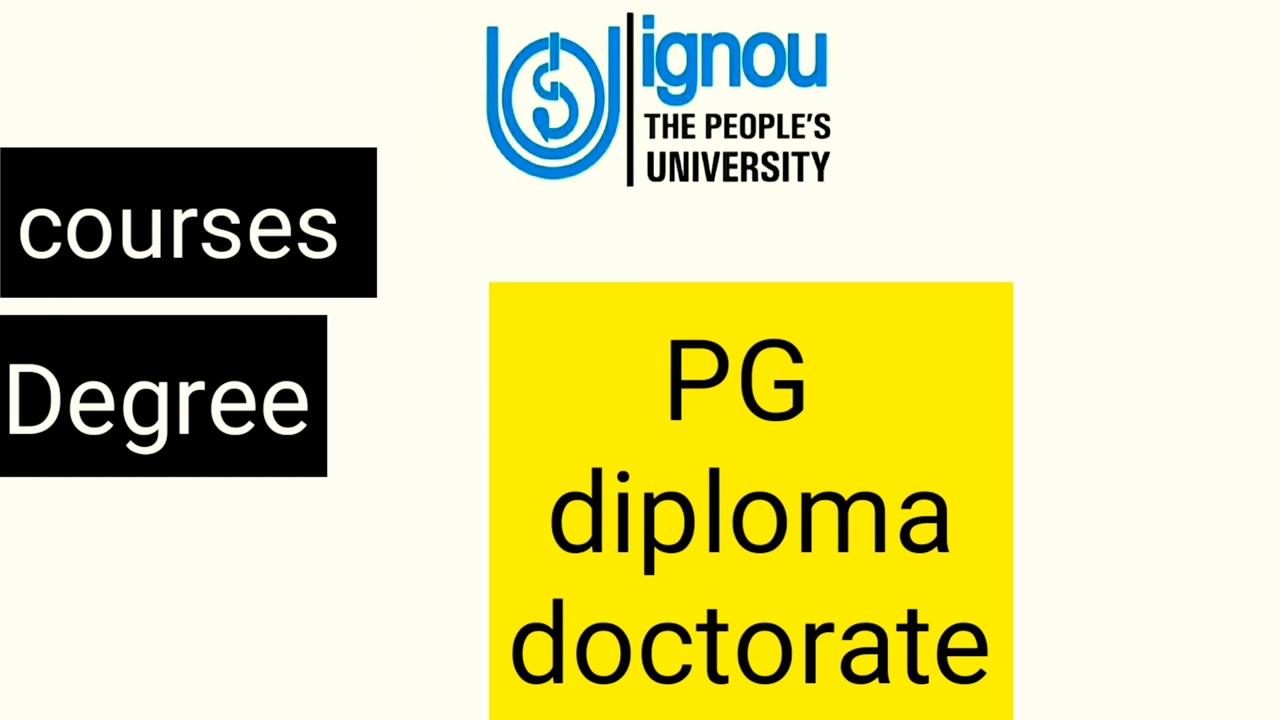 ignou
THE PEOPLE'S
UNIVERSITY
courses
Degree
PG
diploma
doctorate